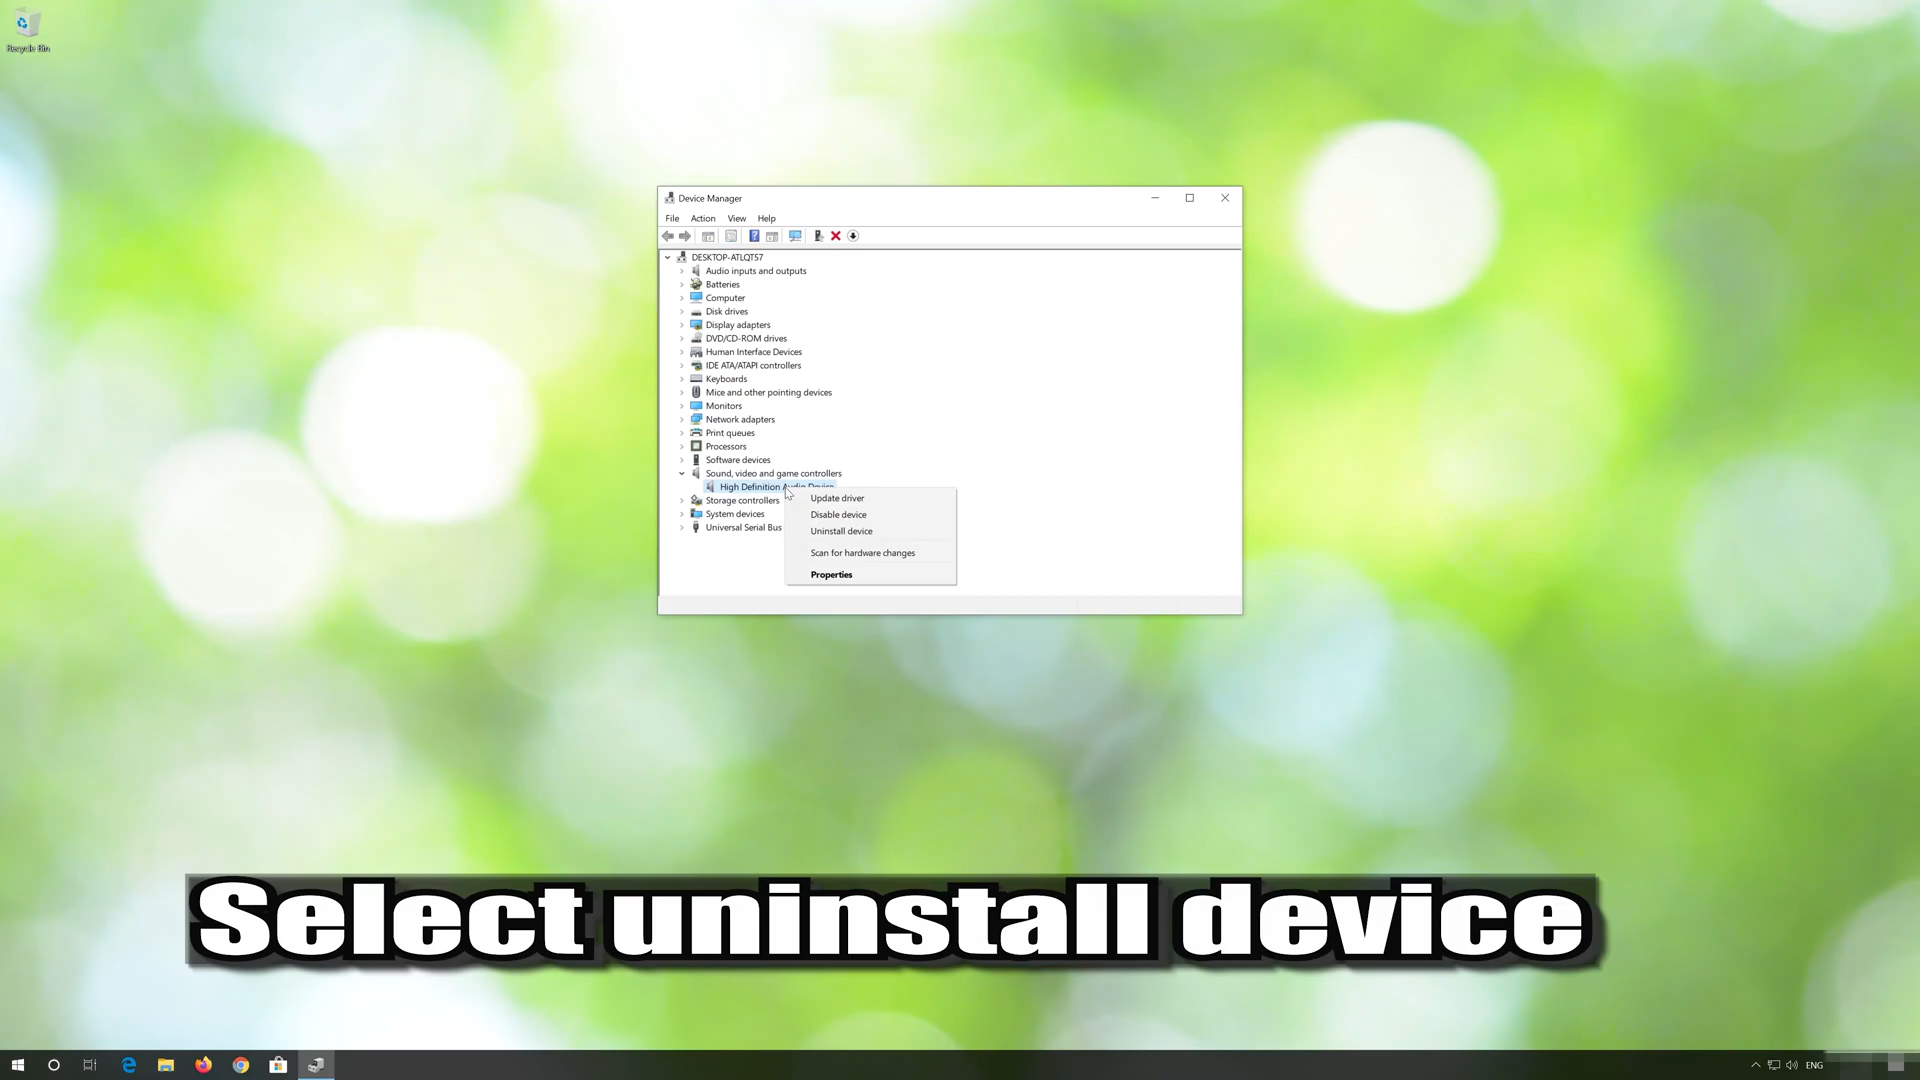 Recycle Bin
Device Manager
File Action View Help
DESKTOP-ATLQT57
Audio inputs and outputs
Batteries
Computer
Disk drives
Display adapters
DVD/CD-ROM drives
Human Interface Devices
IDE ATA/ATAPI controllers
Keyboards
Mice and other pointing devices
Monitors
Network adapters
Print queues
Processors
Software devices
Sound, video and game controllers
High Definition Audio Device
Storage controllers
System devices
Universal Serial Bus
Update driver
Disable device
Uninstall device
Scan for hardware changes
Properties
Select uninstall device
ENG